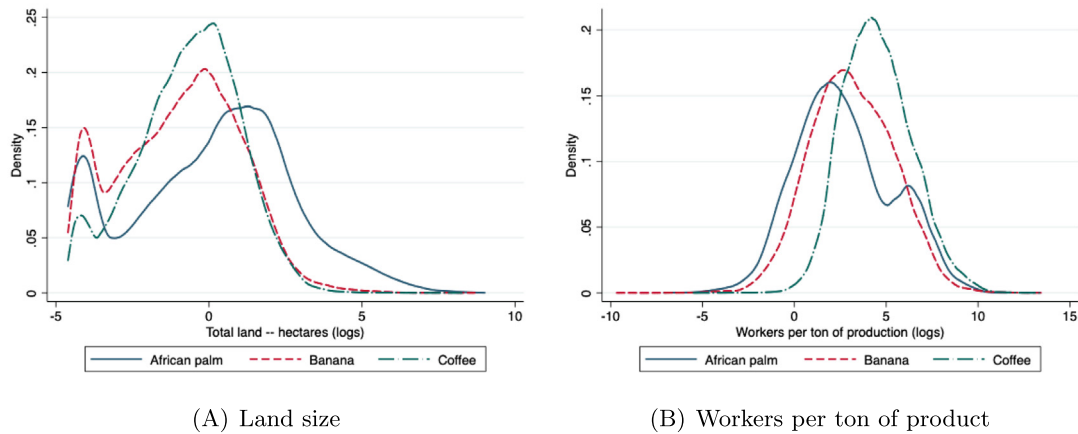 Density
0
.05
.1
.15
.2
.25
-5
0
5
10
Total land -- hectares (logs)
African palm
Banana
Coffee
(A) Land size
Density
0
.05
.1
.15
.2
-10
-5
0
5
10
15
Workers per ton of production (logs)
African palm
Banana
Coffee
(B) Workers per ton of product